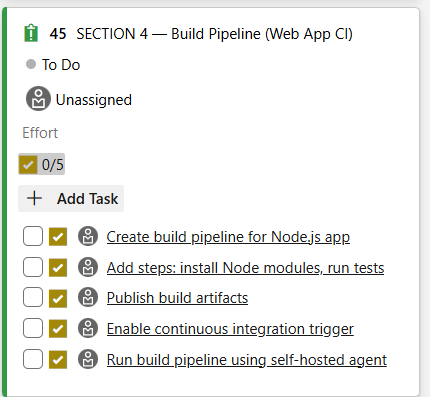 45 SECTION 4 — Build Pipeline (Web App CI)
To Do
Unassigned
Effort
0/5
+ Add Task
Create build pipeline for Node.js app
Add steps: install Node modules, run tests
Publish build artifacts
Enable continuous integration trigger
Run build pipeline using self-hosted agent